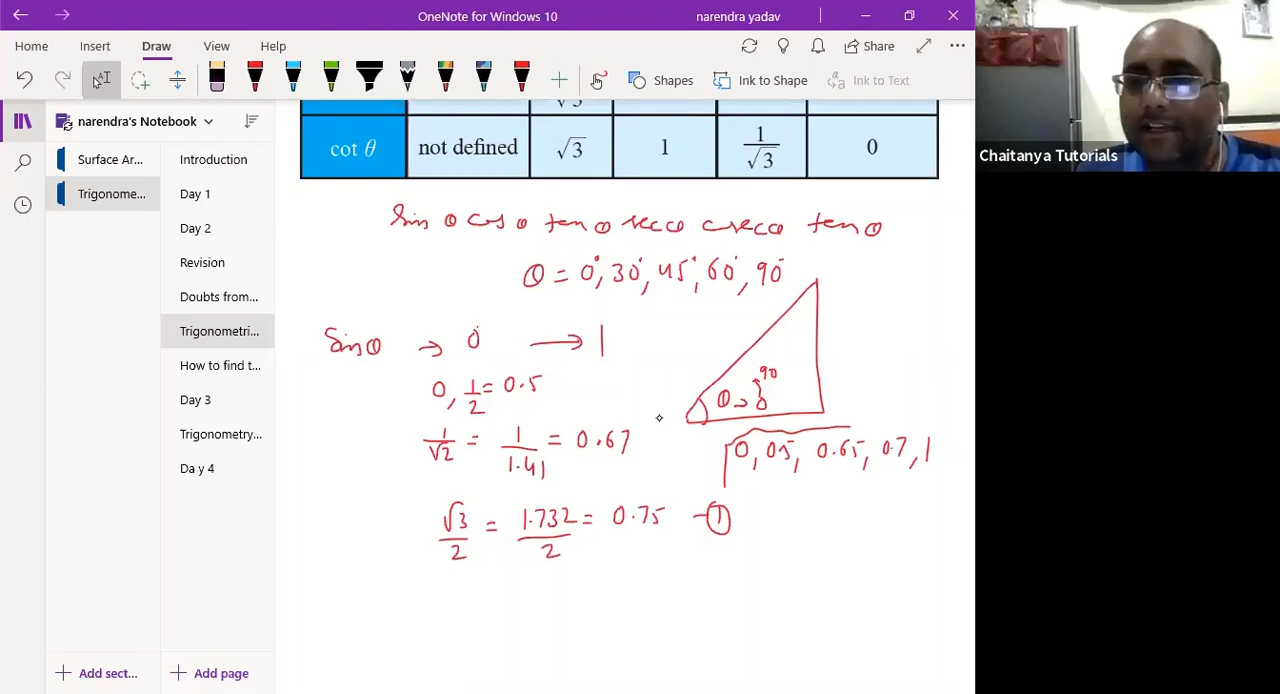 OneNote for Windows 10
narendra yadav
Home Insert Draw View Help
Share
Shapes Ink to Shape Ink to Text
narendra's Notebook
Surface Ar...
Trigonome...
Introduction
Day 1
Day 2
Revision
Doubts from...
Trigonometri...
How to find t...
Day 3
Trigonometry...
Da y 4
Add sect...
Add page
Chaitanya Tutorials
√3
cot θ not defined √3 1 1/√3 0
Sin θ cos θ tan θ sec θ cosec θ tan θ
θ = 0°, 30°, 45°, 60°, 90°
Sin θ → 0 → 1
0, 1/2 = 0.5
1/√2 = 1/1.41 = 0.67
√3/2 = 1.732/2 = 0.75 - 1
90
θ → 0
0, 05, 0.65, 0.7, 1